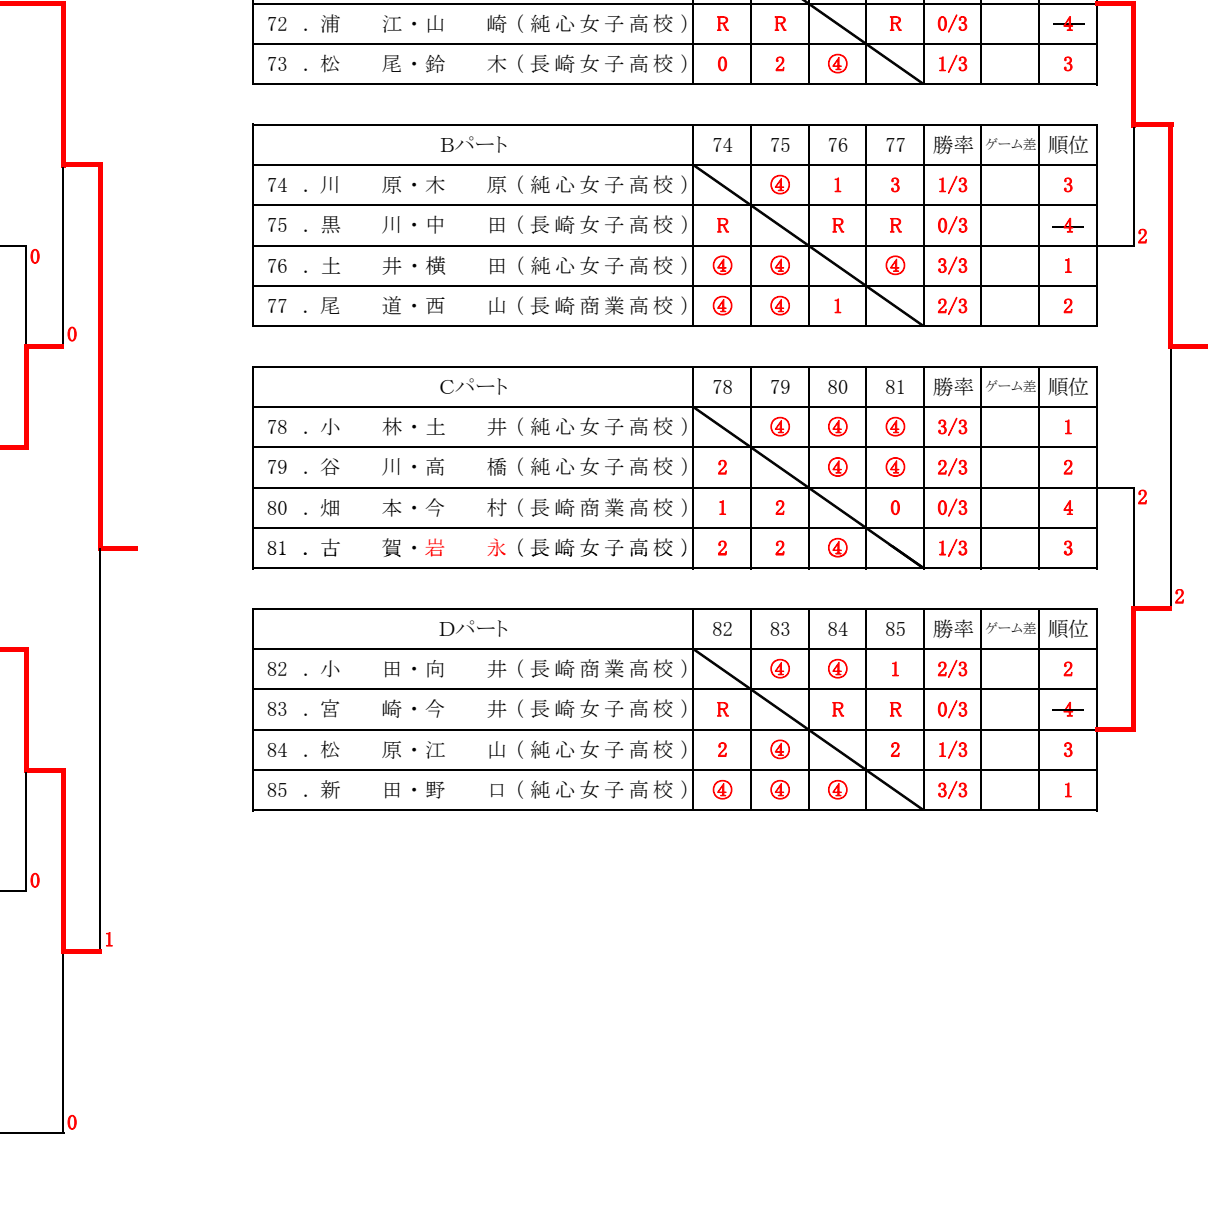 72 . 浦 江・山 崎(純心女子高校) R R R 0/3 4
73 . 松 尾・鈴 木(長崎女子高校) 0 2 ④ 1/3 3
Bパート 74 75 76 77 勝率 ゲーム差 順位
74 . 川 原・木 原(純心女子高校) ④ 1 3 1/3 3
75 . 黒 川・中 田(長崎女子高校) R R R 0/3 4
2
0
76 . 土 井・横 田(純心女子高校) ④ ④ ④ 3/3 1
77 . 尾 道・西 山(長崎商業高校) ④ ④ 1 2/3 2
0
Cパート 78 79 80 81 勝率 ゲーム差 順位
78 . 小 林・土 井(純心女子高校) ④ ④ ④ 3/3 1
79 . 谷 川・高 橋(純心女子高校) 2 ④ ④ 2/3 2
2
80 . 畑 本・今 村(長崎商業高校) 1 2 0 0/3 4
81 . 古 賀・岩 永(長崎女子高校) 2 2 ④ 1/3 3
2
Dパート 82 83 84 85 勝率 ゲーム差 順位
82 . 小 田・向 井(長崎商業高校) ④ ④ 1 2/3 2
83 . 宮 崎・今 井(長崎女子高校) R R R 0/3 4
84 . 松 原・江 山(純心女子高校) 2 ④ 2 1/3 3
85 . 新 田・野 口(純心女子高校) ④ ④ ④ 3/3 1
0
1
0